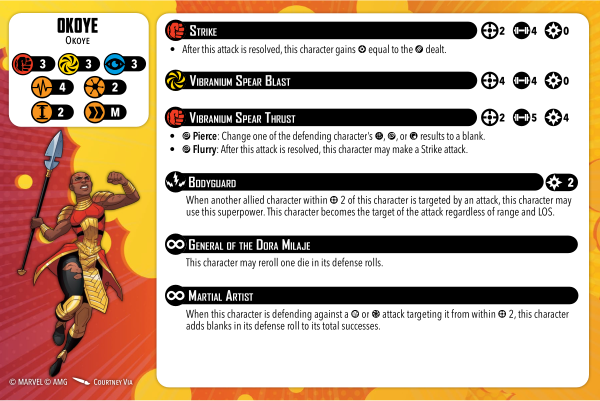 OKOYE
OKOYE
3 3 3
4 2
2 M
STRIKE 2 4 0
• After this attack is resolved, this character gains equal to the dealt.
VIBRANIUM SPEAR BLAST 4 4 0
VIBRANIUM SPEAR THRUST 2 5 4
• Pierce: Change one of the defending character's , , or results to a blank.
• Flurry: After this attack is resolved, this character may make a Strike attack.
BODYGUARD 2
When another allied character within 2 of this character is targeted by an attack, this character may
use this superpower. This character becomes the target of the attack regardless of range and LOS.
GENERAL OF THE DORA MILAJE
This character may reroll one die in its defense rolls.
MARTIAL ARTIST
When this character is defending against a or attack targeting it from within 2, this character
adds blanks in its defense roll to its total successes.
© MARVEL © AMG COURTNEY VIA